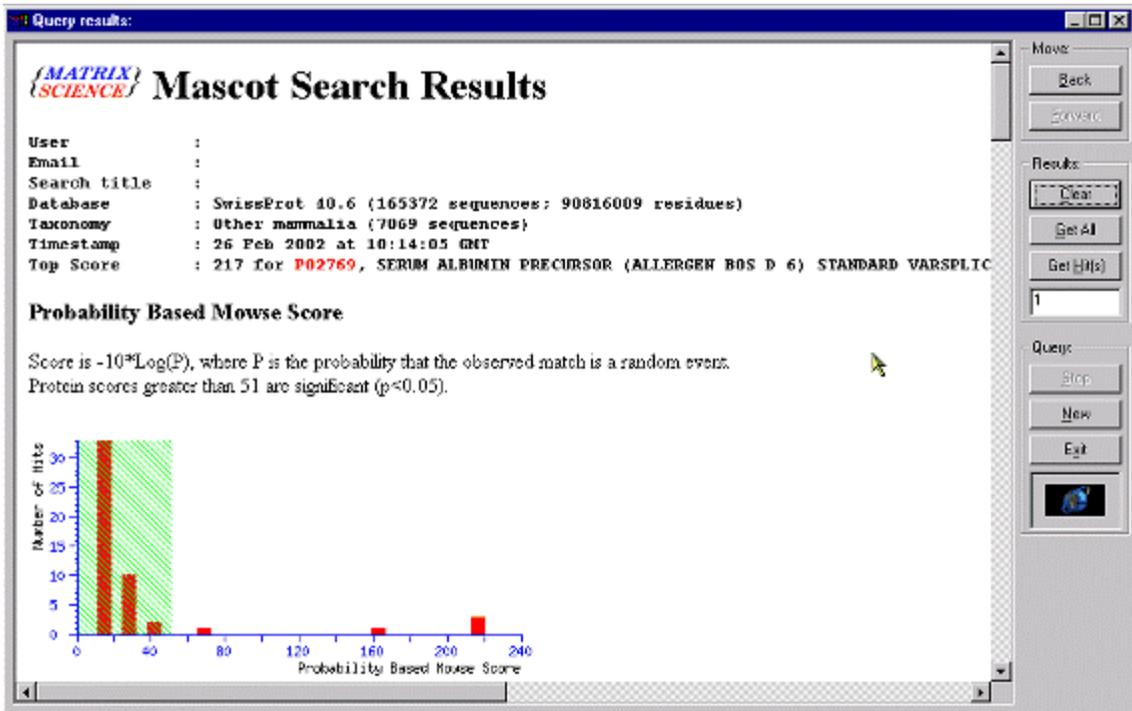 Query results:
{MATRIX
SCIENCE}
Mascot Search Results
User :
Email :
Search title :
Database : SwissProt 40.6 (165372 sequences; 90816009 residues)
Taxonomy : Other mammalia (7069 sequences)
Timestamp : 26 Feb 2002 at 10:14:05 GMT
Top Score : 217 for P02769, SERUM ALBUMIN PRECURSOR (ALLERGEN BOS D 6) STANDARD VARSPLIC
Probability Based Mowse Score
Score is -10*Log(P), where P is the probability that the observed match is a random event.
Protein scores greater than 51 are significant (p<0.05).
Number of Hits
30
25
20
15
10
5
0
0 40 80 120 160 200 240
Probability Based Mowse Score
Move:
Back
Forward
Results:
Clear
Get All
Get Hit(s)
1
Query:
Stop
New
Exit